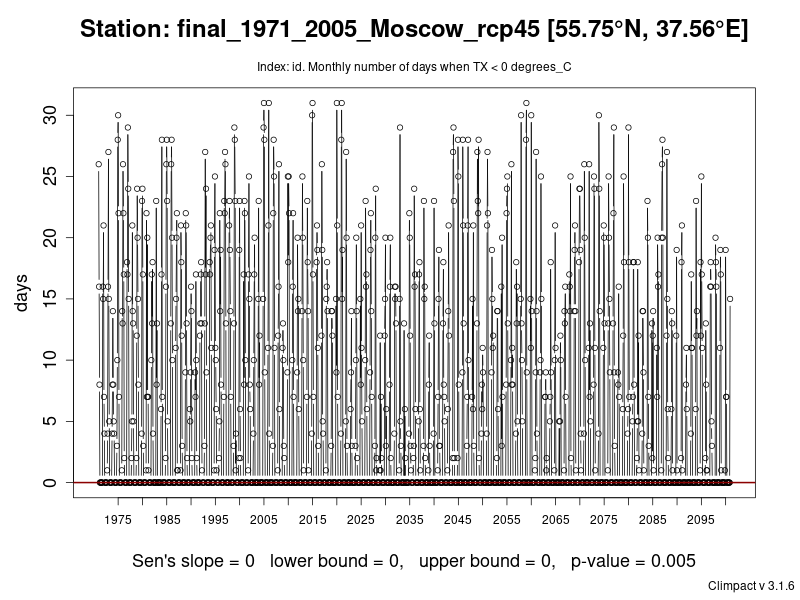 Station: final_1971_2005_Moscow_rcp45 [55.75°N, 37.56°E]
Index: id. Monthly number of days when TX < 0 degrees_C
days
30
25
20
15
10
5
0
1975 1985 1995 2005 2015 2025 2035 2045 2055 2065 2075 2085 2095
Sen's slope = 0 lower bound = 0, upper bound = 0, p-value = 0.005
Climpact v 3.1.6